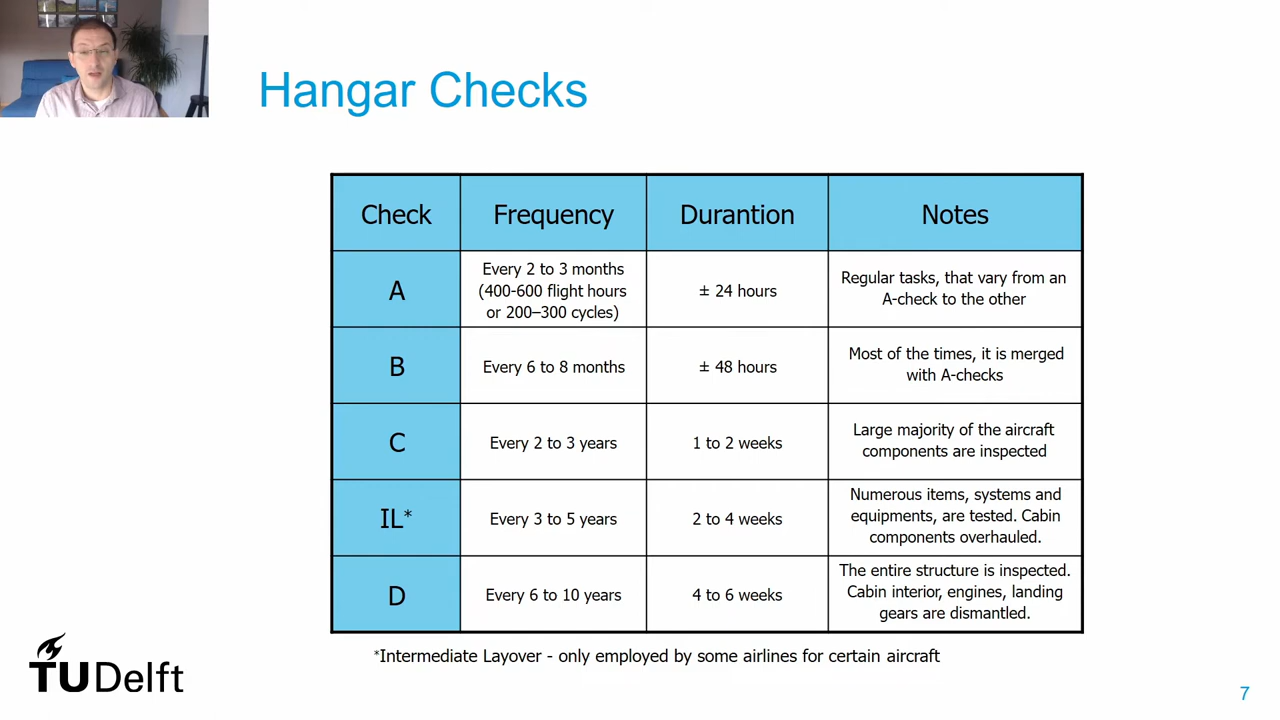 Hangar Checks
Check Frequency Durantion Notes
A
Every 2 to 3 months
(400-600 flight hours
or 200–300 cycles)
± 24 hours
Regular tasks, that vary from an
A-check to the other
B
Every 6 to 8 months
± 48 hours
Most of the times, it is merged
with A-checks
C
Every 2 to 3 years
1 to 2 weeks
Large majority of the aircraft
components are inspected
IL*
Every 3 to 5 years
2 to 4 weeks
Numerous items, systems and
equipments, are tested. Cabin
components overhauled.
D
Every 6 to 10 years
4 to 6 weeks
The entire structure is inspected.
Cabin interior, engines, landing
gears are dismantled.
*Intermediate Layover - only employed by some airlines for certain aircraft
TU Delft
7